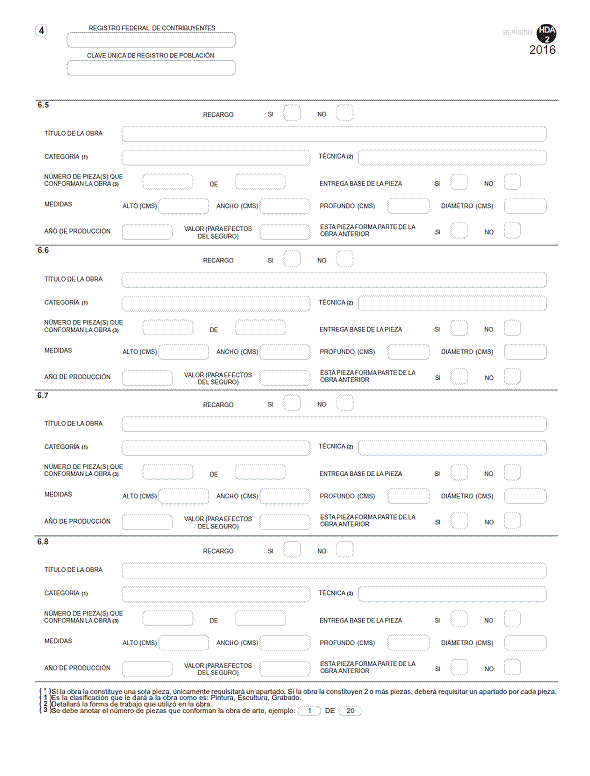 4 REGISTRO FEDERAL DE CONTRIBUYENTES HDA
2
CLAVE ÚNICA DE REGISTRO DE POBLACIÓN 2016
6.5
RECARGO SI NO
TÍTULO DE LA OBRA
CATEGORÍA (1) TÉCNICA (2)
NÚMERO DE PIEZA(S) QUE
CONFORMAN LA OBRA (3) DE ENTREGA BASE DE LA PIEZA SI NO
MEDIDAS ALTO (CMS) ANCHO (CMS) PROFUNDO (CMS) DIÁMETRO (CMS)
AÑO DE PRODUCCIÓN VALOR (PARA EFECTOS DEL SEGURO) ESTA PIEZA FORMA PARTE DE LA OBRA ANTERIOR SI NO
6.6
RECARGO SI NO
TÍTULO DE LA OBRA
CATEGORÍA (1) TÉCNICA (2)
NÚMERO DE PIEZA(S) QUE
CONFORMAN LA OBRA (3) DE ENTREGA BASE DE LA PIEZA SI NO
MEDIDAS ALTO (CMS) ANCHO (CMS) PROFUNDO (CMS) DIÁMETRO (CMS)
AÑO DE PRODUCCIÓN VALOR (PARA EFECTOS DEL SEGURO) ESTA PIEZA FORMA PARTE DE LA OBRA ANTERIOR SI NO
6.7
RECARGO SI NO
TÍTULO DE LA OBRA
CATEGORÍA (1) TÉCNICA (2)
NÚMERO DE PIEZA(S) QUE
CONFORMAN LA OBRA (3) DE ENTREGA BASE DE LA PIEZA SI NO
MEDIDAS ALTO (CMS) ANCHO (CMS) PROFUNDO (CMS) DIÁMETRO (CMS)
AÑO DE PRODUCCIÓN VALOR (PARA EFECTOS DEL SEGURO) ESTA PIEZA FORMA PARTE DE LA OBRA ANTERIOR SI NO
6.8
RECARGO SI NO
TÍTULO DE LA OBRA
CATEGORÍA (1) TÉCNICA (2)
NÚMERO DE PIEZA(S) QUE
CONFORMAN LA OBRA (3) DE ENTREGA BASE DE LA PIEZA SI NO
MEDIDAS ALTO (CMS) ANCHO (CMS) PROFUNDO (CMS) DIÁMETRO (CMS)
AÑO DE PRODUCCIÓN VALOR (PARA EFECTOS DEL SEGURO) ESTA PIEZA FORMA PARTE DE LA OBRA ANTERIOR SI NO
( * ) Si la obra la constituye una sola pieza, únicamente requisitará un apartado. Si la obra la constituyen 2 o más piezas, deberá requisitar un apartado por cada pieza.
( 1 ) Es la clasificación que le dará a la obra como es: Pintura, Escultura, Grabado.
( 2 ) Detallará la forma de trabajo que utilizó en la obra.
( 3 ) Se debe anotar el número de piezas que conforman la obra de arte, ejemplo: 1 DE 20